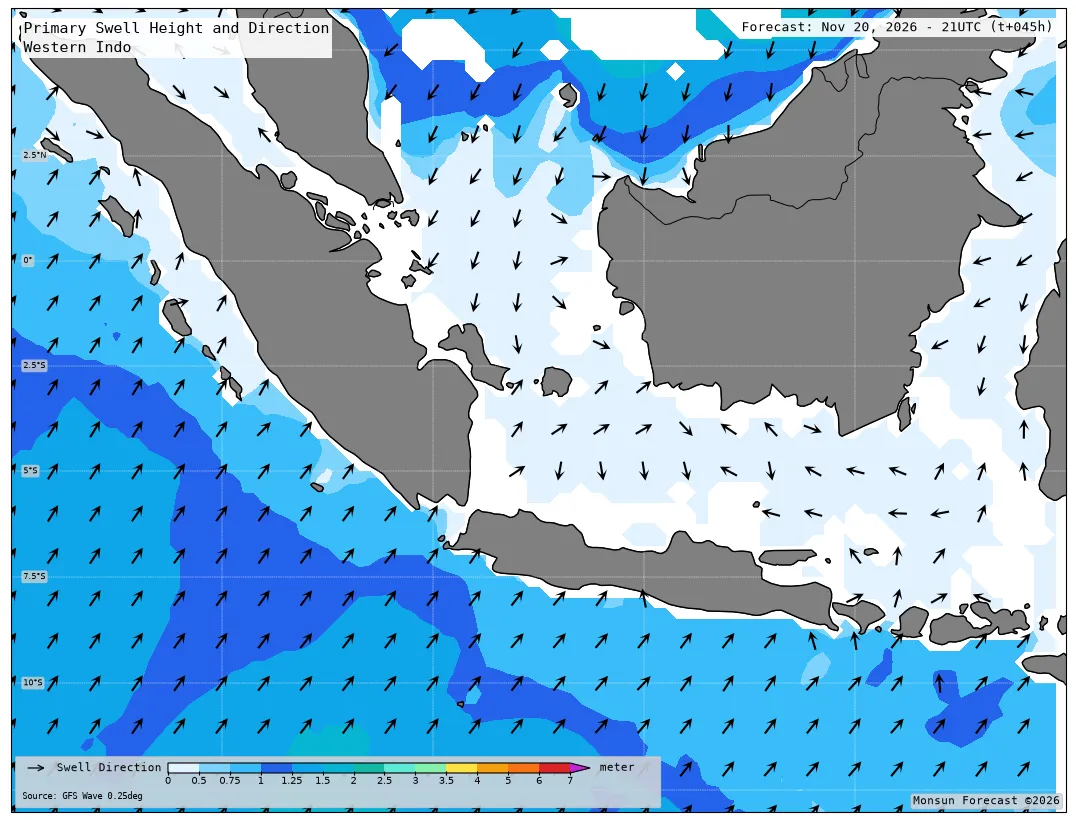 Primary Swell Height and Direction
Western Indo
Forecast: Nov 20, 2026 - 21UTC (t+045h)
2.5°N
0°
2.5°S
5°S
7.5°S
10°S
Swell Direction
meter
0 0.5 0.75 1 1.25 1.5 2 2.5 3 3.5 4 5 6 7
Source: GFS Wave 0.25deg
Monsun Forecast ©2026